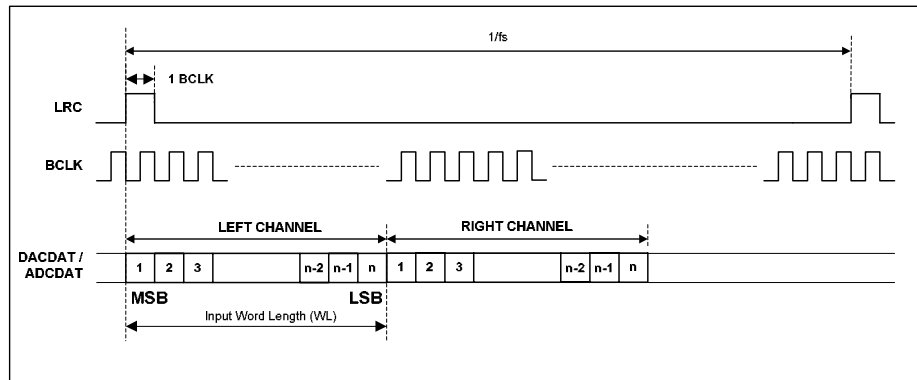 1/fs
1 BCLK
LRC
BCLK
LEFT CHANNEL
RIGHT CHANNEL
DACDAT /
ADCDAT
1 2 3 n-2 n-1 n 1 2 3 n-2 n-1 n
MSB LSB
Input Word Length (WL)